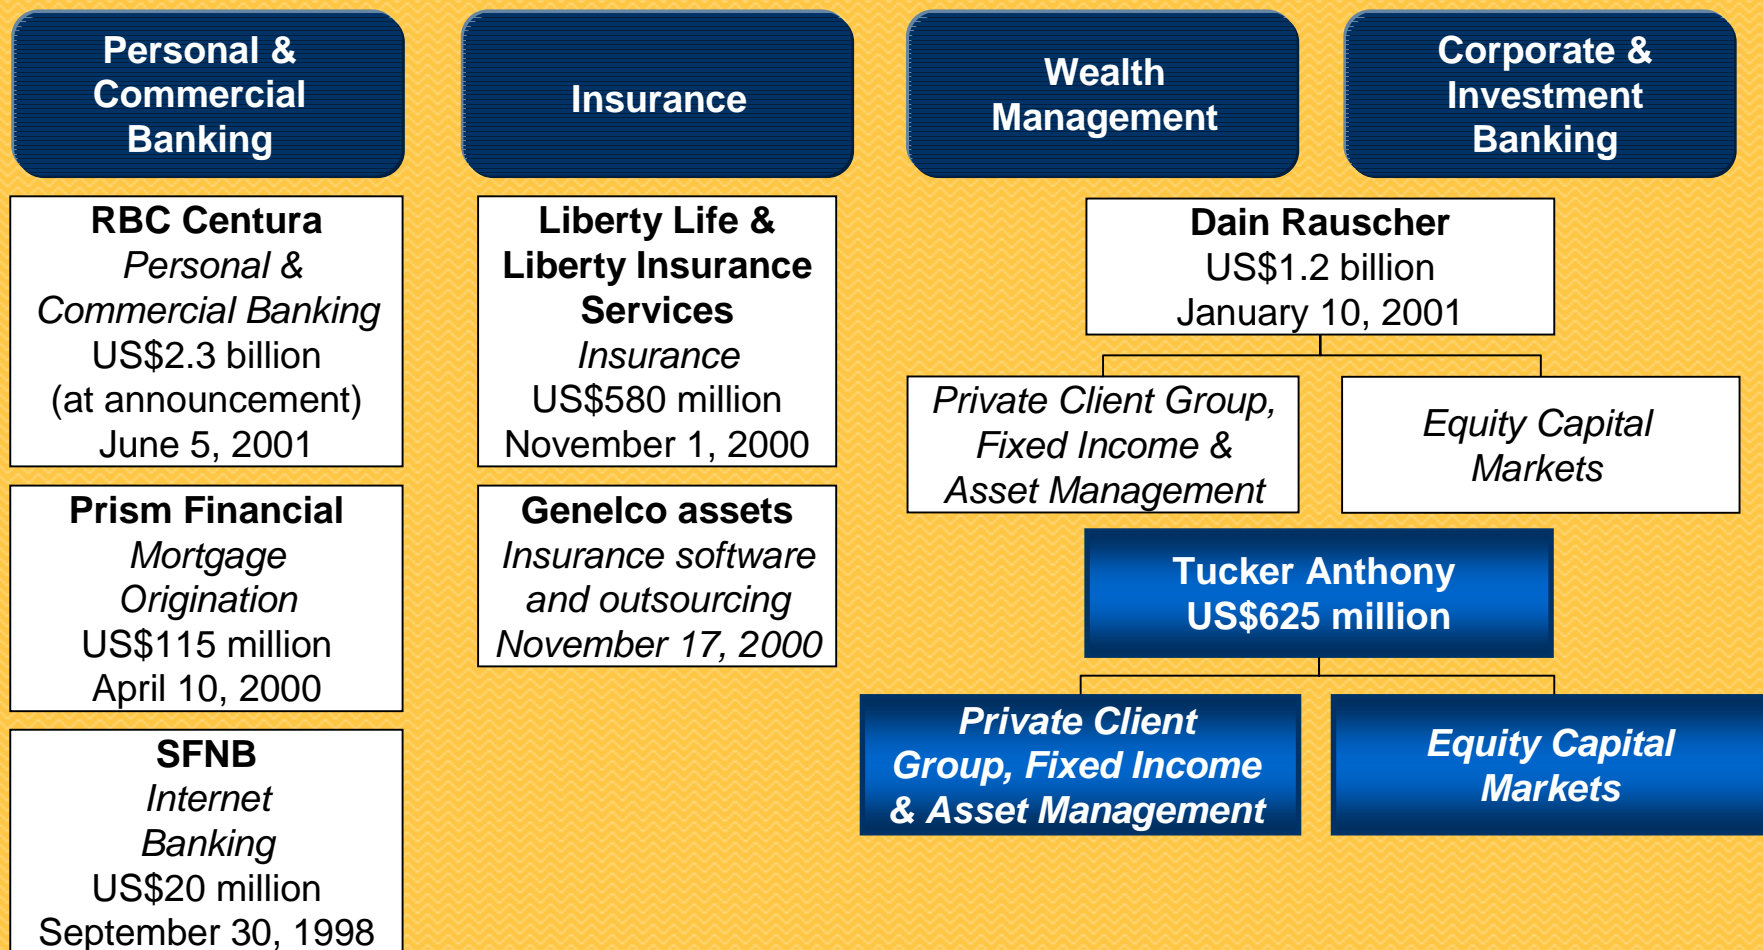 Personal &
Commercial
Banking
Insurance
Wealth
Management
Corporate &
Investment
Banking
RBC Centura
Personal &
Commercial Banking
US$2.3 billion
(at announcement)
June 5, 2001
Prism Financial
Mortgage
Origination
US$115 million
April 10, 2000
SFNB
Internet
Banking
US$20 million
September 30, 1998
Liberty Life &
Liberty Insurance
Services
Insurance
US$580 million
November 1, 2000
Genelco assets
Insurance software
and outsourcing
November 17, 2000
Dain Rauscher
US$1.2 billion
January 10, 2001
Private Client Group,
Fixed Income &
Asset Management
Equity Capital
Markets
Tucker Anthony
US$625 million
Private Client
Group, Fixed Income
& Asset Management
Equity Capital
Markets